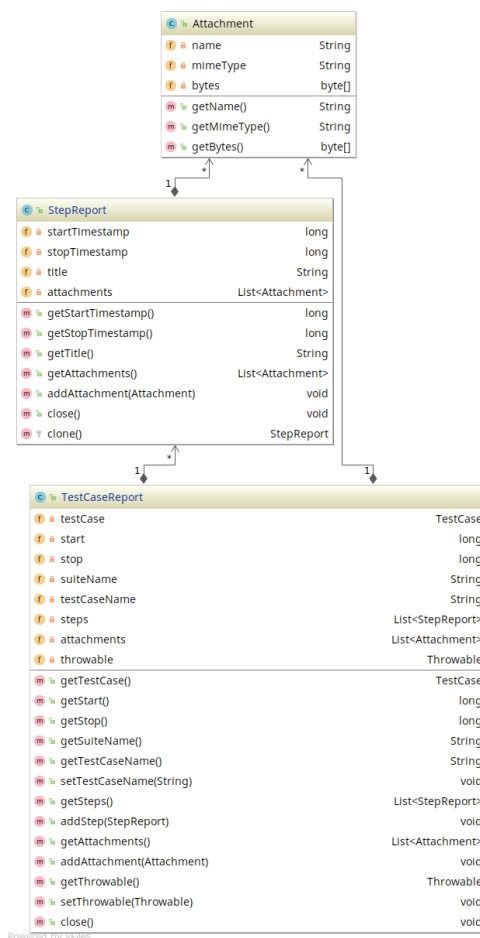 Attachment
name String
mimeType String
bytes byte[]
getName() String
getMimeType() String
getBytes() byte[]
* *
1
StepReport
startTimestamp long
stopTimestamp long
title String
attachments List<Attachment>
getStartTimestamp() long
getStopTimestamp() long
getTitle() String
getAttachments() List<Attachment>
addAttachment(Attachment) void
close() void
clone() StepReport
*
1 1
TestCaseReport
testCase TestCase
start long
stop long
suiteName String
testCaseName String
steps List<StepReport>
attachments List<Attachment>
throwable Throwable
getTestCase() TestCase
getStart() long
getStop() long
getSuiteName() String
getTestCaseName() String
setTestCaseName(String) void
getSteps() List<StepReport>
addStep(StepReport) void
getAttachments() List<Attachment>
addAttachment(Attachment) void
getThrowable() Throwable
setThrowable(Throwable) void
close() void
Powered by yFiles